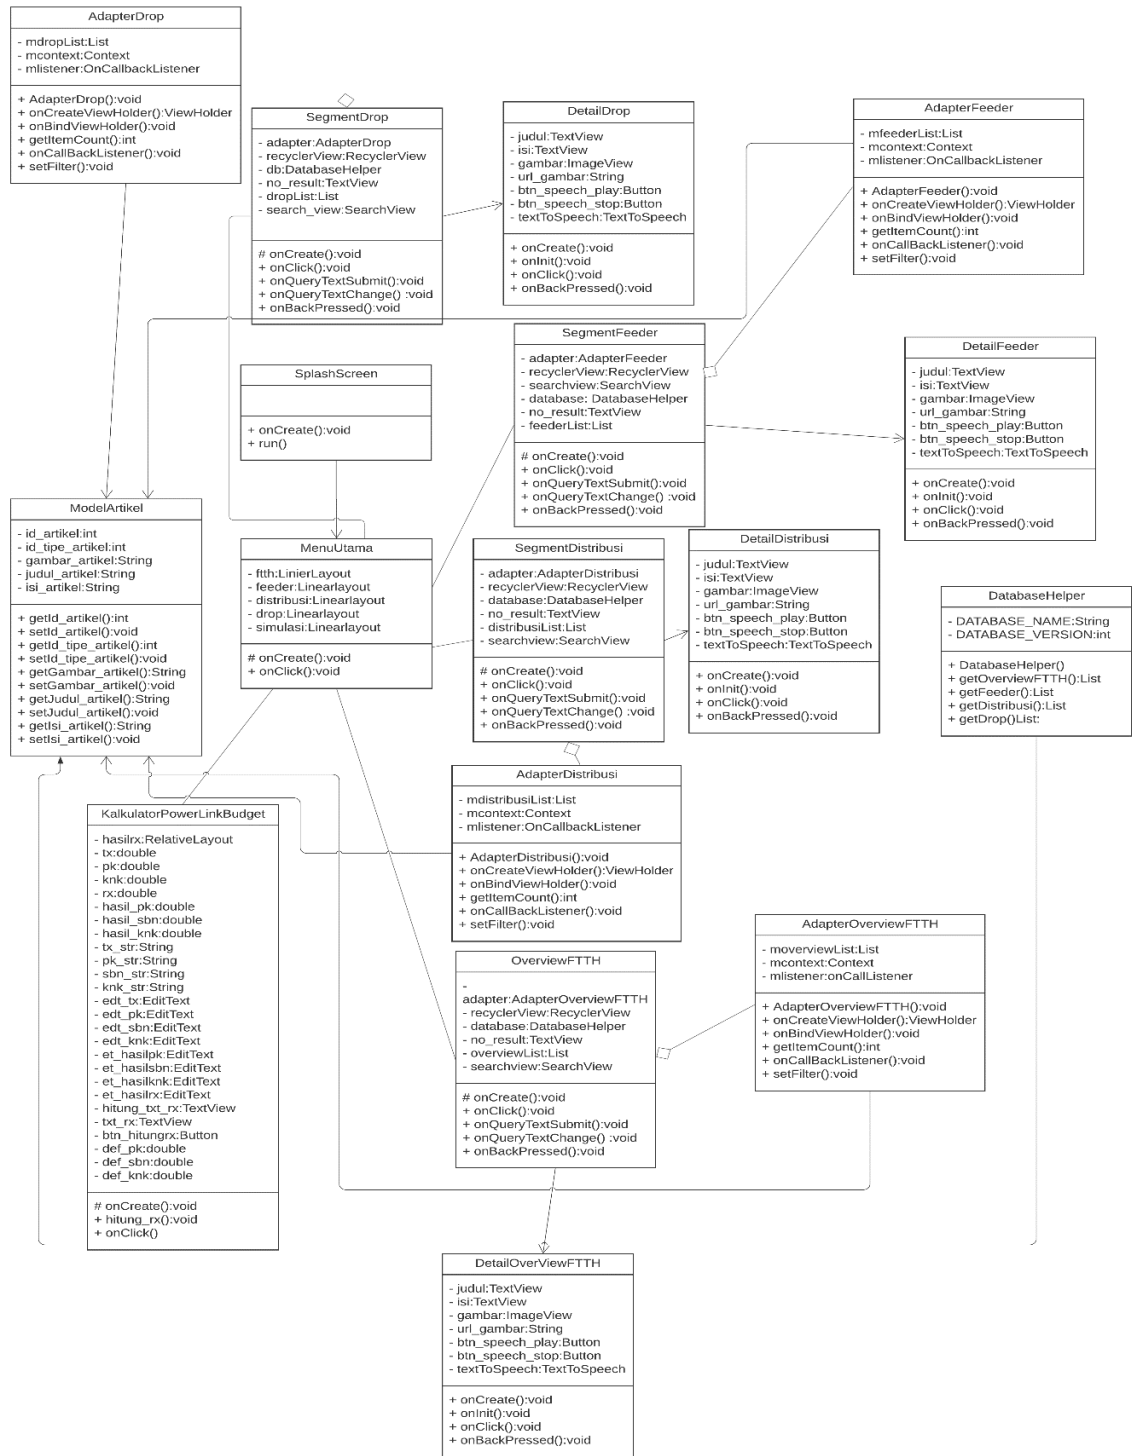 AdapterDrop
- mdropList:List
- mcontext:Context
- mlistener:OnCallbackListener
+ AdapterDrop():void
+ onCreateViewHolder():ViewHolder
+ onBindViewHolder():void
+ getItemCount():int
+ onCallBackListener():void
+ setFilter():void
SegmentDrop
- adapter:AdapterDrop
- recyclerView:RecyclerView
- db:DatabaseHelper
- no_result:TextView
- dropList:List
- search_view:SearchView
# onCreate():void
+ onClick():void
+ onQueryTextSubmit():void
+ onQueryTextChange() :void
+ onBackPressed():void
DetailDrop
- judul:TextView
- isi:TextView
- gambar:ImageView
- url_gambar:String
- btn_speech_play:Button
- btn_speech_stop:Button
- textToSpeech:TextToSpeech
+ onCreate():void
+ onInit():void
+ onClick():void
+ onBackPressed():void
AdapterFeeder
- mfeederList:List
- mcontext:Context
- mlistener:OnCallbackListener
+ AdapterFeeder():void
+ onCreateViewHolder():ViewHolder
+ onBindViewHolder():void
+ getItemCount():int
+ onCallBackListener():void
+ setFilter():void
SplashScreen
+ onCreate():void
+ run()
SegmentFeeder
- adapter:AdapterFeeder
- recyclerView:RecyclerView
- searchview:SearchView
- database: DatabaseHelper
- no_result:TextView
- feederList:List
# onCreate():void
+ onClick():void
+ onQueryTextSubmit():void
+ onQueryTextChange() :void
+ onBackPressed():void
DetailFeeder
- judul:TextView
- isi:TextView
- gambar:ImageView
- url_gambar:String
- btn_speech_play:Button
- btn_speech_stop:Button
- textToSpeech:TextToSpeech
+ onCreate():void
+ onInit():void
+ onClick():void
+ onBackPressed():void
ModelArtikel
- id_artikel:int
- id_tipe_artikel:int
- gambar_artikel:String
- judul_artikel:String
- isi_artikel:String
+ getId_artikel():int
+ setId_artikel():void
+ getId_tipe_artikel():int
+ setId_tipe_artikel():void
+ getGambar_artikel():String
+ setGambar_artikel():void
+ getJudul_artikel():String
+ setJudul_artikel():void
+ getIsi_artikel():String
+ setIsi_artikel():void
MenuUtama
- ftth:LinierLayout
- feeder:Linearlayout
- distribusi:Linearlayout
- drop:Linearlayout
- simulasi:Linearlayout
# onCreate():void
+ onClick():void
SegmentDistribusi
- adapter:AdapterDistribusi
- recyclerView:RecyclerView
- database:DatabaseHelper
- no_result:TextView
- distribusiList:List
- searchview:SearchView
# onCreate():void
+ onClick():void
+ onQueryTextSubmit():void
+ onQueryTextChange() :void
+ onBackPressed():void
DetailDistribusi
- judul:TextView
- isi:TextView
- gambar:ImageView
- url_gambar:String
- btn_speech_play:Button
- btn_speech_stop:Button
- textToSpeech:TextToSpeech
+ onCreate():void
+ onInit():void
+ onClick():void
+ onBackPressed():void
DatabaseHelper
- DATABASE_NAME:String
- DATABASE_VERSION:int
+ DatabaseHelper()
+ getOverviewFTTH():List
+ getFeeder():List
+ getDistribusi():List
+ getDrop()List:
KalkulatorPowerLinkBudget
- hasilrx:RelativeLayout
- tx:double
- pk:double
- knk:double
- rx:double
- hasil_pk:double
- hasil_sbn:double
- hasil_knk:double
- tx_str:String
- pk_str:String
- sbn_str:String
- knk_str:String
- edt_tx:EditText
- edt_pk:EditText
- edt_sbn:EditText
- edt_knk:EditText
- et_hasilpk:EditText
- et_hasilsbn:EditText
- et_hasilknk:EditText
- et_hasilrx:EditText
- hitung_txt_rx:TextView
- txt_rx:TextView
- btn_hitungrx:Button
- def_pk:double
- def_sbn:double
- def_knk:double
# onCreate():void
+ hitung_rx():void
+ onClick()
AdapterDistribusi
- mdistribusiList:List
- mcontext:Context
- mlistener:OnCallbackListener
+ AdapterDistribusi():void
+ onCreateViewHolder():ViewHolder
+ onBindViewHolder():void
+ getItemCount():int
+ onCallBackListener():void
+ setFilter():void
OverviewFTTH
-
adapter:AdapterOverviewFTTH
- recyclerView:RecyclerView
- database:DatabaseHelper
- no_result:TextView
- overviewList:List
- searchview:SearchView
# onCreate():void
+ onClick():void
+ onQueryTextSubmit():void
+ onQueryTextChange() :void
+ onBackPressed():void
AdapterOverviewFTTH
- moverviewList:List
- mcontext:Context
- mlistener:onCallListener
+ AdapterOverviewFTTH():void
+ onCreateViewHolder():ViewHolder
+ onBindViewHolder():void
+ getItemCount():int
+ onCallBackListener():void
+ setFilter():void
DetailOverViewFTTH
- judul:TextView
- isi:TextView
- gambar:ImageView
- url_gambar:String
- btn_speech_play:Button
- btn_speech_stop:Button
- textToSpeech:TextToSpeech
+ onCreate():void
+ onInit():void
+ onClick():void
+ onBackPressed():void